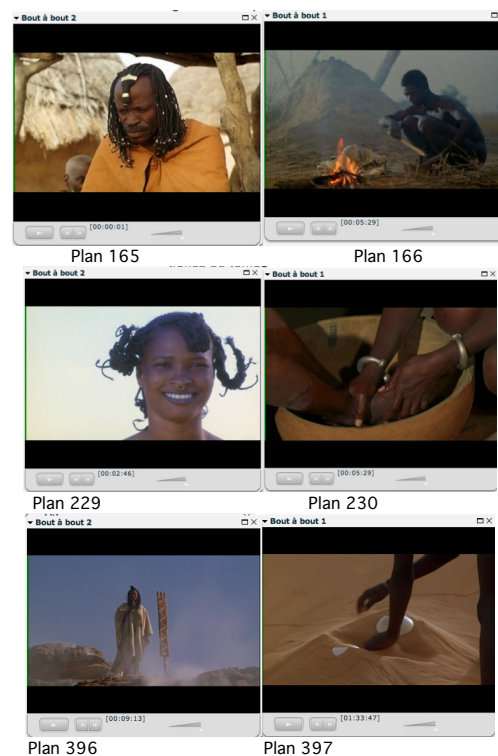 Bout à bout 2
Bout à bout 1
[00:00:01]
[00:05:29]
Plan 165
Plan 166
Bout à bout 2
Bout à bout 1
[00:02:46]
[00:05:29]
Plan 229
Plan 230
Bout à bout 2
Bout à bout 1
[00:09:13]
[01:33:47]
Plan 396
Plan 397